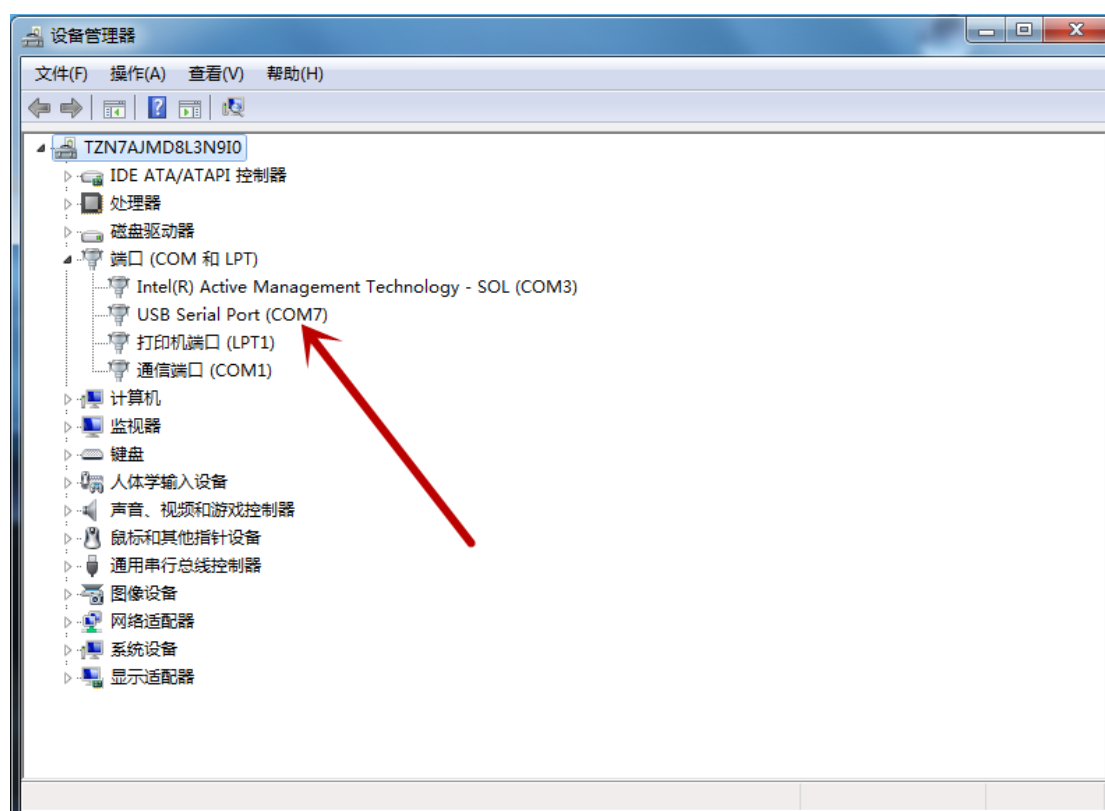 设备管理器
文件(F) 操作(A) 查看(V) 帮助(H)
TZN7AJMD8L3N9I0
IDE ATA/ATAPI 控制器
处理器
磁盘驱动器
端口 (COM 和 LPT)
Intel(R) Active Management Technology - SOL (COM3)
USB Serial Port (COM7)
打印机端口 (LPT1)
通信端口 (COM1)
计算机
监视器
键盘
人体学输入设备
声音、视频和游戏控制器
鼠标和其他指针设备
通用串行总线控制器
图像设备
网络适配器
系统设备
显示适配器